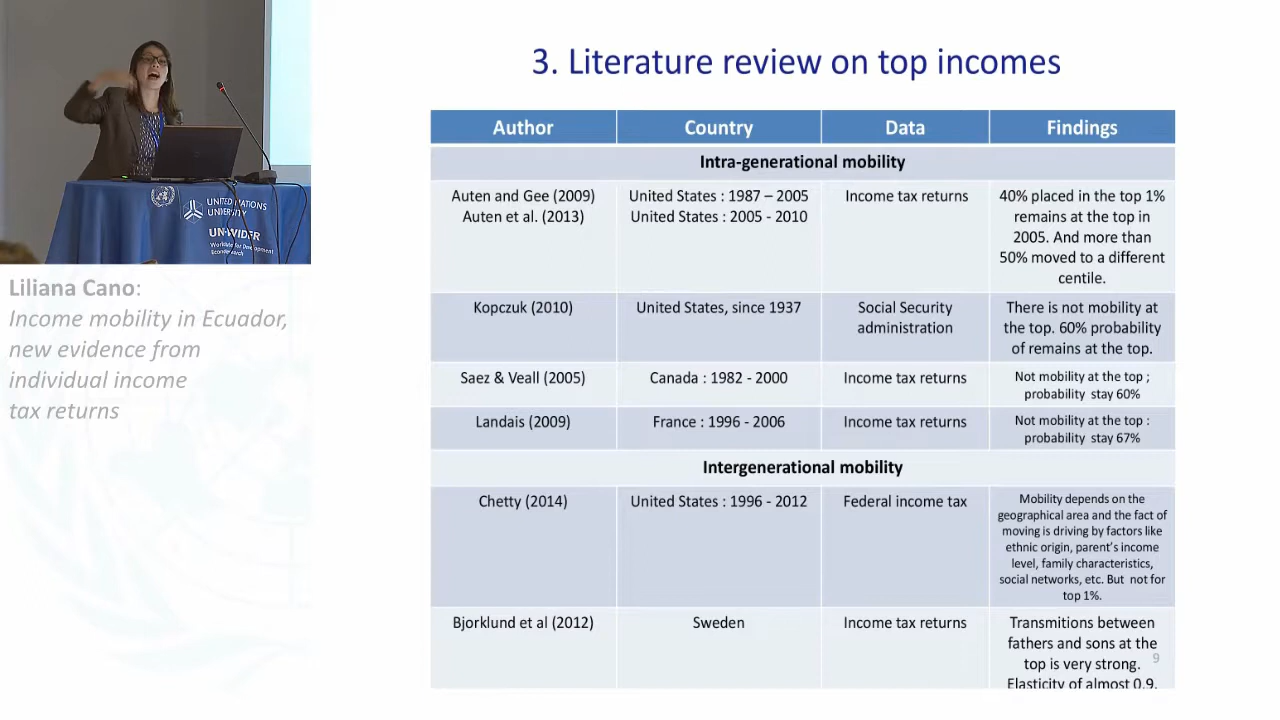 3. Literature review on top incomes
UNITED NATIONS
UNIVERSITY
UNU-WIDER
World Institute for Development
Economics Research
Liliana Cano:
Income mobility in Ecuador,
new evidence from
individual income
tax returns
Author Country Data Findings
Intra-generational mobility
Auten and Gee (2009) United States : 1987 – 2005 Income tax returns 40% placed in the top 1%
Auten et al. (2013) United States : 2005 - 2010 remains at the top in
2005. And more than
50% moved to a different
centile.
Kopczuk (2010) United States, since 1937 Social Security There is not mobility at
administration the top. 60% probability
of remains at the top.
Saez & Veall (2005) Canada : 1982 - 2000 Income tax returns Not mobility at the top ;
probability stay 60%
Landais (2009) France : 1996 - 2006 Income tax returns Not mobility at the top :
probability stay 67%
Intergenerational mobility
Chetty (2014) United States : 1996 - 2012 Federal income tax Mobility depends on the
geographical area and the fact of
moving is driving by factors like
ethnic origin, parent's income
level, family characteristics,
social networks, etc. But not for
top 1%.
Bjorklund et al (2012) Sweden Income tax returns Transmitions between
fathers and sons at the
top is very strong.
Elasticity of almost 0.9.
9